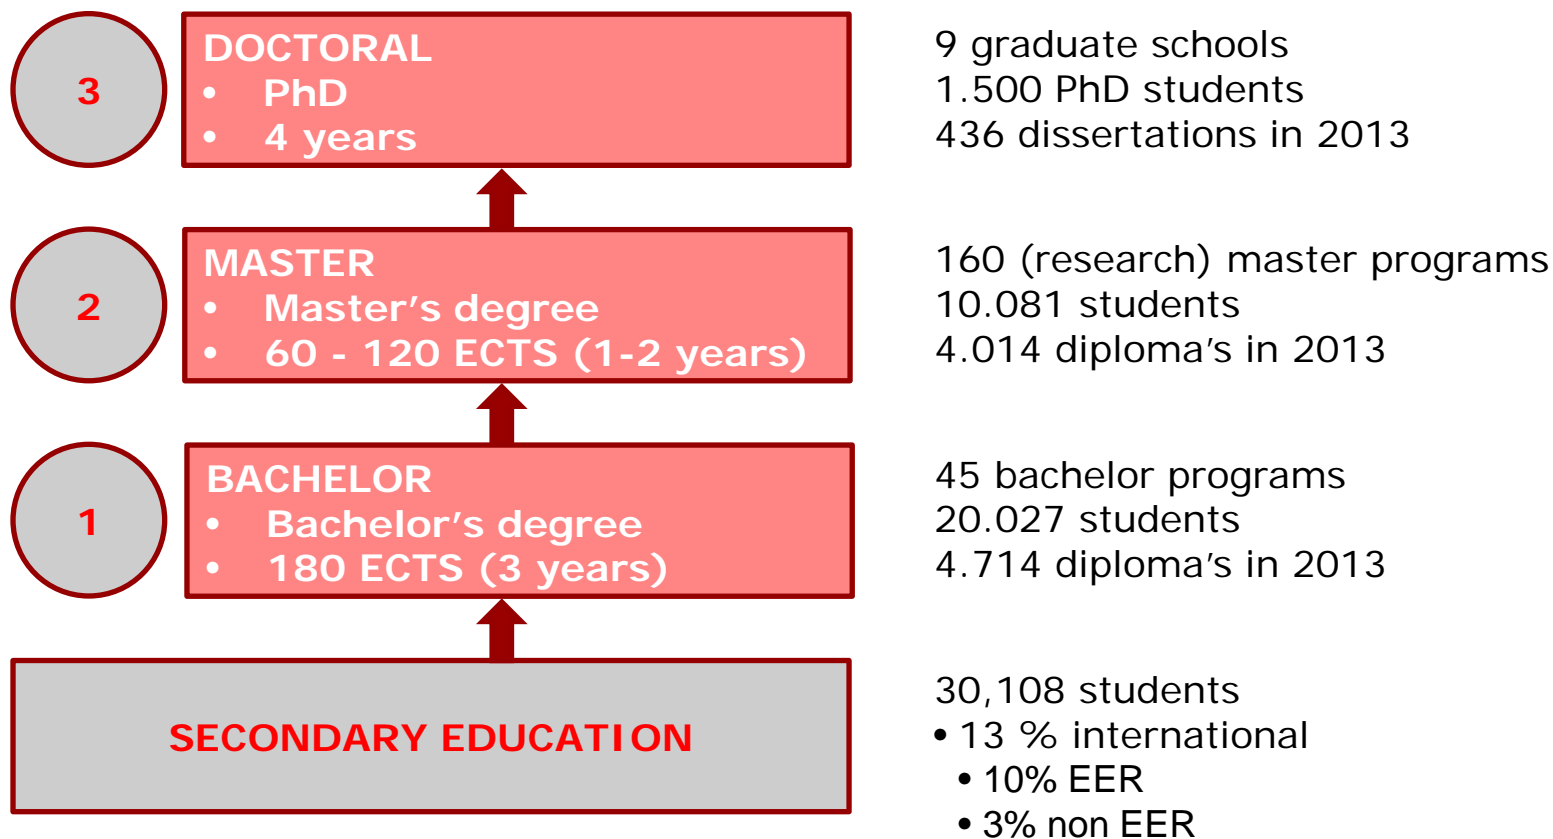 3
DOCTORAL
• PhD
• 4 years
9 graduate schools
1.500 PhD students
436 dissertations in 2013
2
MASTER
• Master’s degree
• 60 - 120 ECTS (1-2 years)
160 (research) master programs
10.081 students
4.014 diploma’s in 2013
1
BACHELOR
• Bachelor’s degree
• 180 ECTS (3 years)
45 bachelor programs
20.027 students
4.714 diploma’s in 2013
SECONDARY EDUCATION
30,108 students
• 13 % international
• 10% EER
• 3% non EER